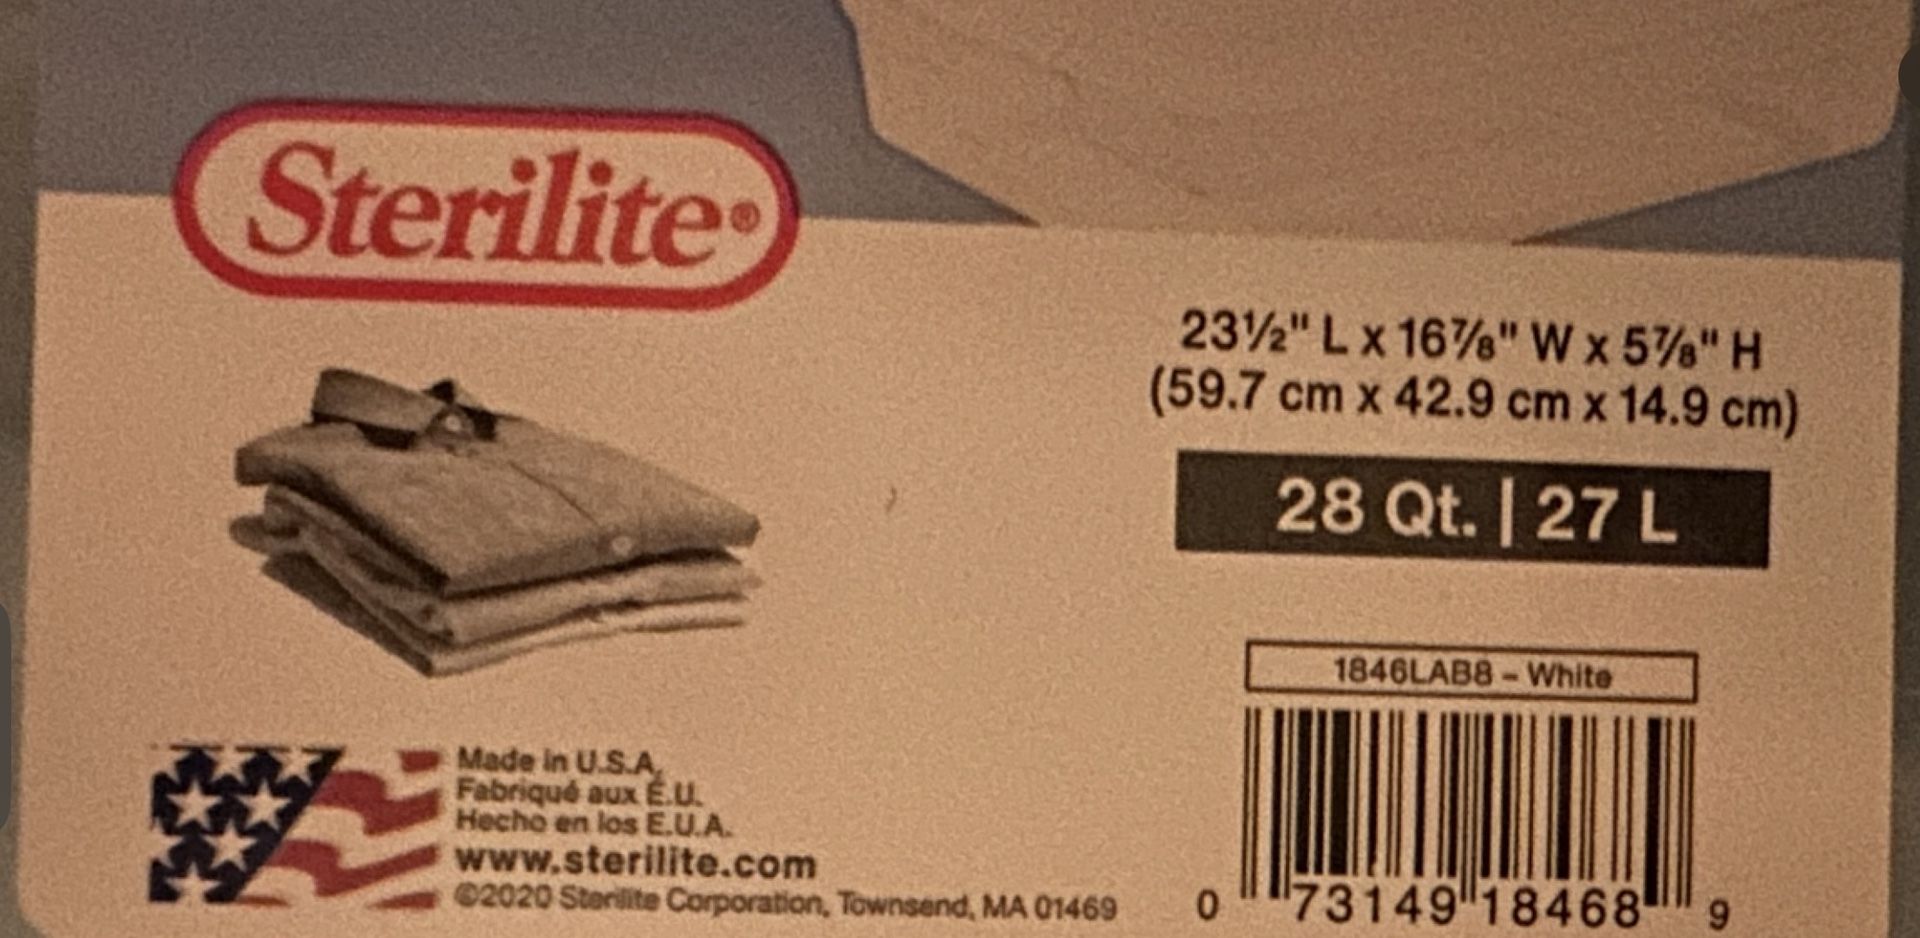 Sterilite®
23½" L x 16⅞" W x 5⅞" H
(59.7 cm x 42.9 cm x 14.9 cm)
28 Qt. | 27 L
1846LAB8 – White
Made in U.S.A.
Fabriqué aux É.U.
Hecho en los E.U.A.
www.sterilite.com
©2020 Sterilite Corporation, Townsend, MA 01469
0 73149 18468 9